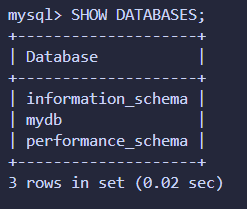 mysql> SHOW DATABASES;
+--------------------+
| Database           |
+--------------------+
| information_schema |
| mydb               |
| performance_schema |
+--------------------+
3 rows in set (0.02 sec)